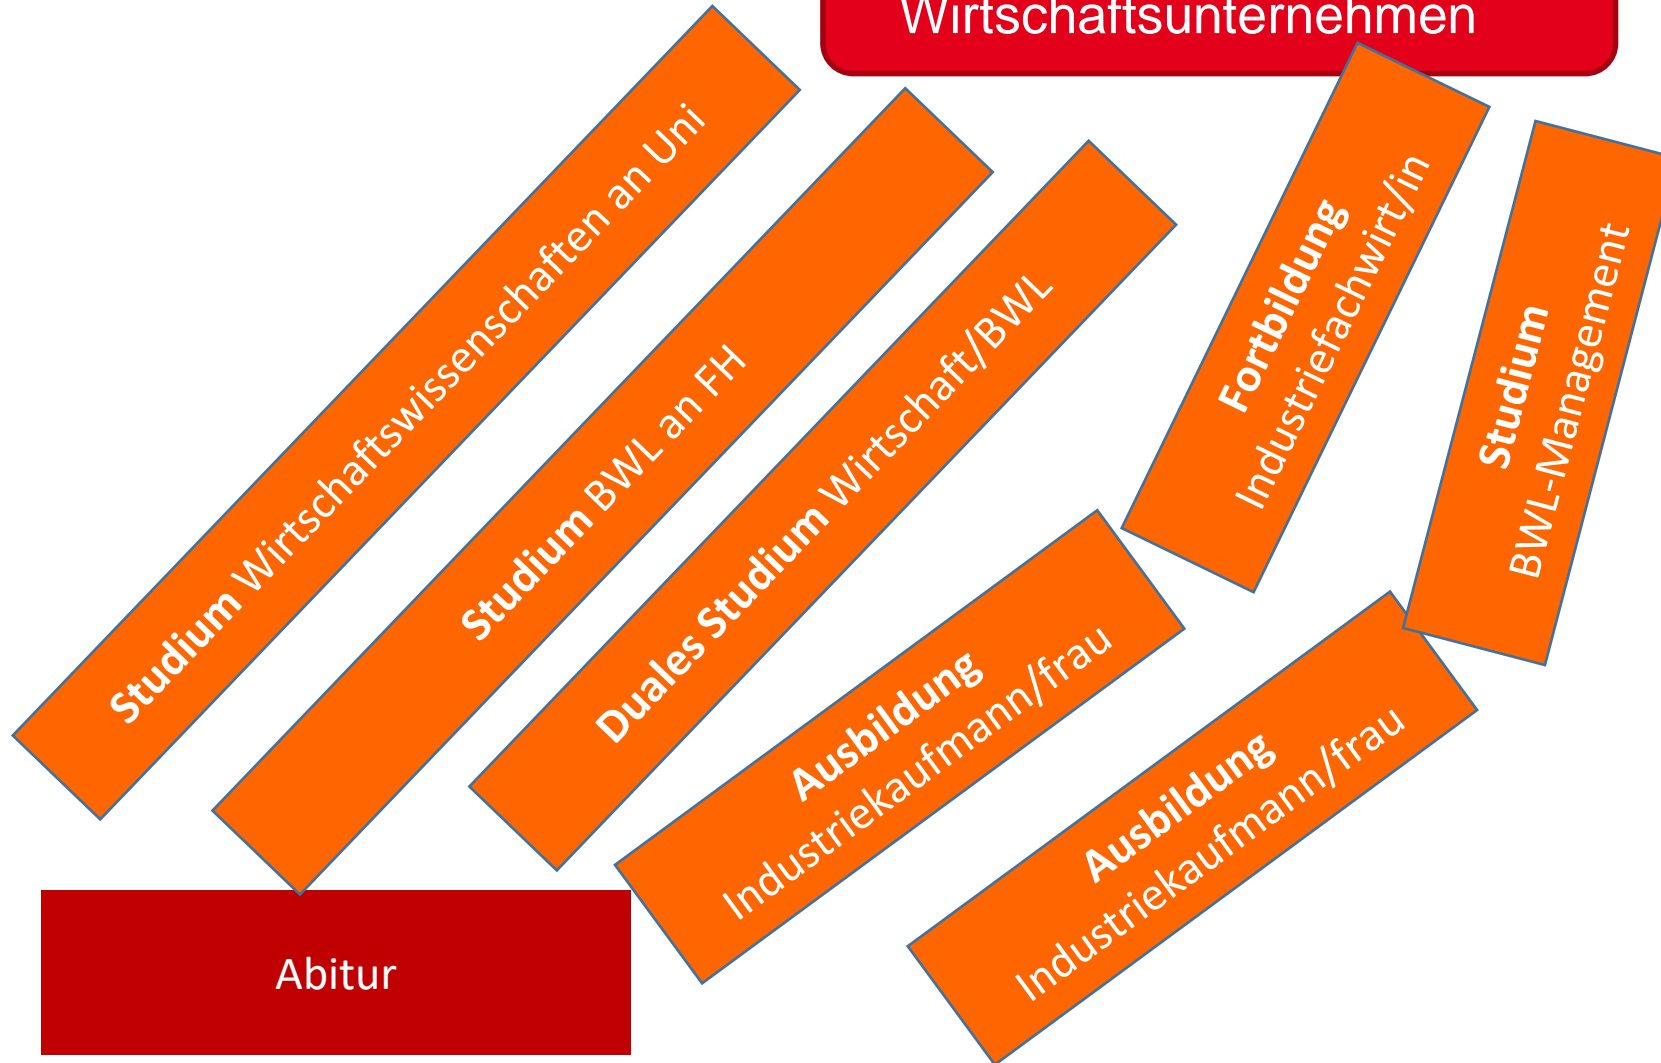 Wirtschaftsunternehmen
Studium Wirtschaftswissenschaften an Uni
Studium BWL an FH
Duales Studium Wirtschaft/BWL
Fortbildung
Industriefachwirt/in
Studium
BWL-Management
Ausbildung
Industriekaufmann/frau
Ausbildung
Industriekaufmann/frau
Abitur